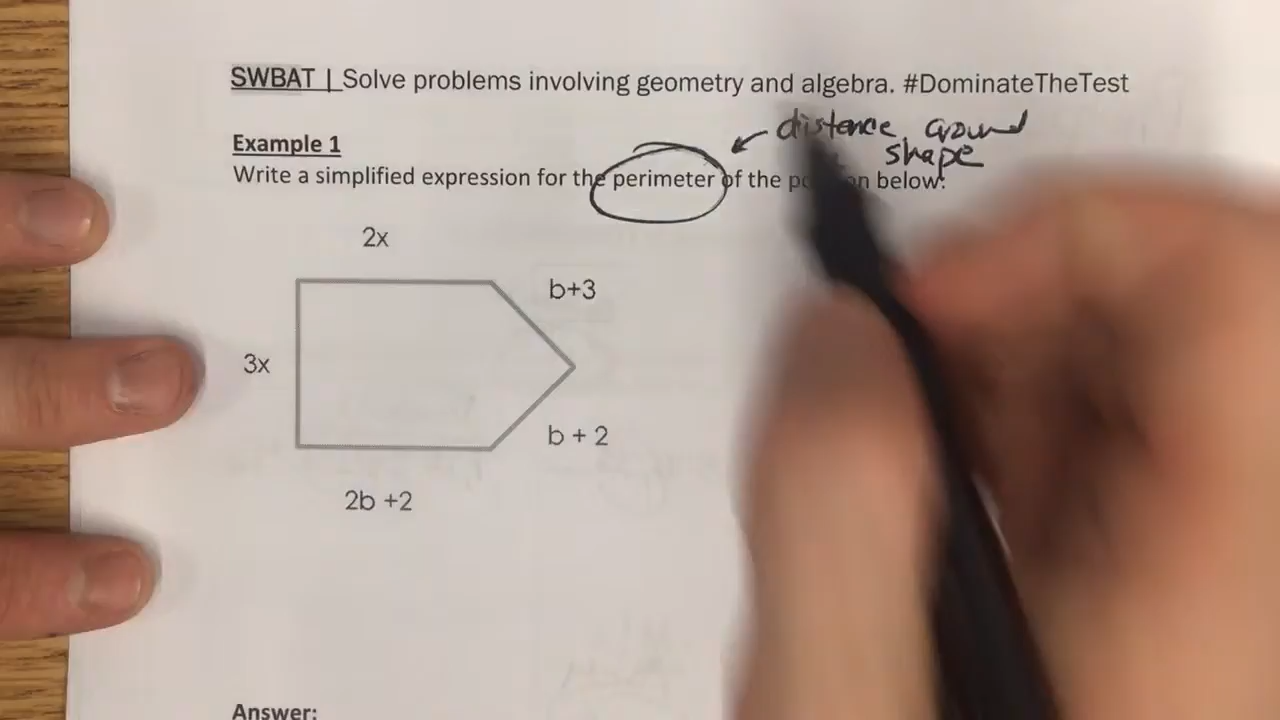 SWBAT | Solve problems involving geometry and algebra. #DominateTheTest
distance around
shape
Example 1
Write a simplified expression for the perimeter of the below:
2x
b+3
3x
b + 2
2b +2
Answer: